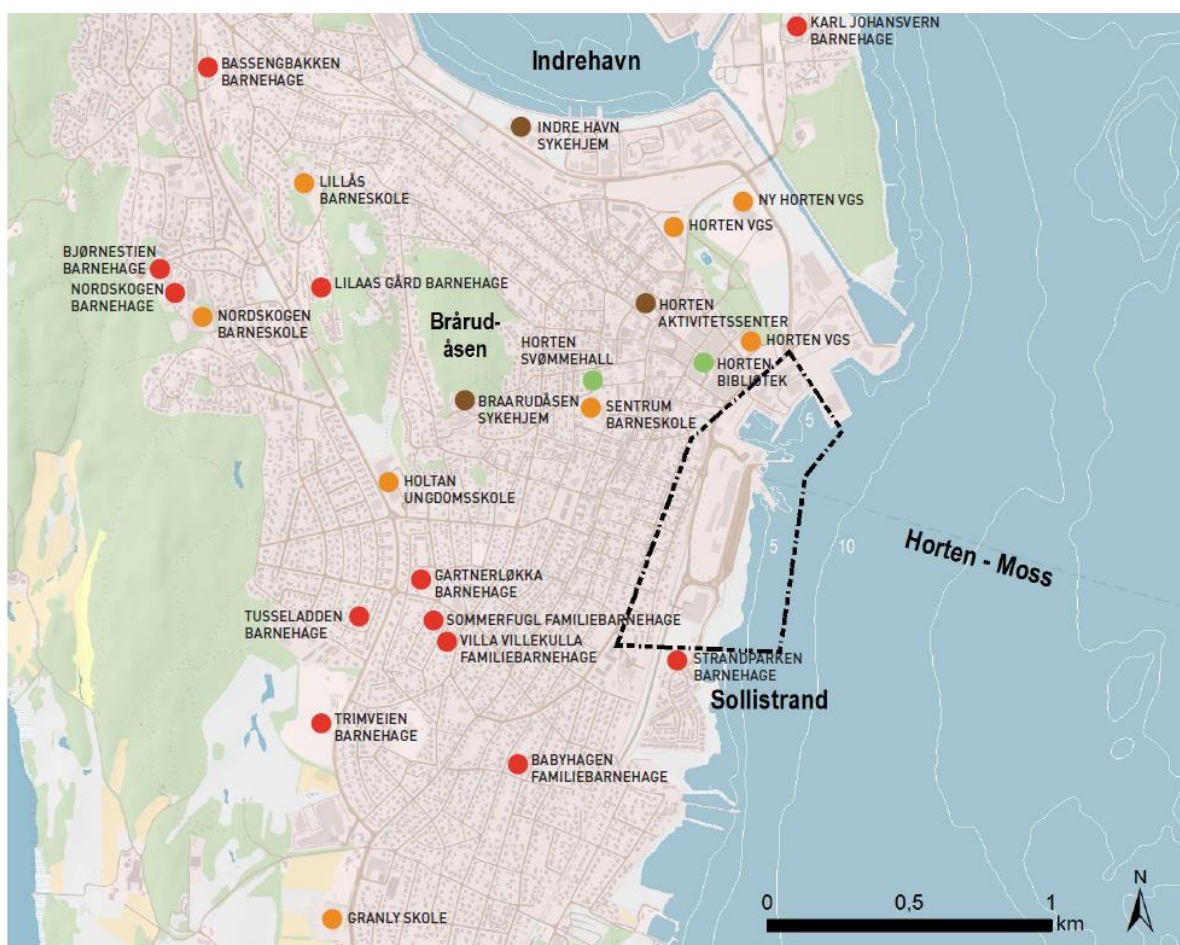 KARL JOHANSVERN
BARNEHAGE
Indrehavn
BASSENGBAKKEN
BARNEHAGE
INDRE HAVN
SYKEHJEM
LILLÅS
BARNESKOLE
NY HORTEN VGS
HORTEN VGS
BJØRNESTIEN
BARNEHAGE
NORDSKOGEN
BARNEHAGE
LILAAS GÅRD BARNEHAGE
NORDSKOGEN
BARNESKOLE
HORTEN
AKTIVITETSSENTER
Brårud-
åsen
HORTEN
SVØMMEHALL
HORTEN VGS
HORTEN
BIBLIOTEK
BRAARUDÅSEN
SYKEHJEM
SENTRUM
BARNESKOLE
5
HOLTAN
UNGDOMSSKOLE
5
10
Horten - Moss
GARTNERLØKKA
BARNEHAGE
TUSSELADDEN
BARNEHAGE
SOMMERFUGL FAMILIEBARNEHAGE
VILLA VILLEKULLA
FAMILIEBARNEHAGE
STRANDPARKEN
BARNEHAGE
Sollistrand
TRIMVEIEN
BARNEHAGE
BABYHAGEN
FAMILIEBARNEHAGE
GRANLY SKOLE
0
0,5
1
km
N